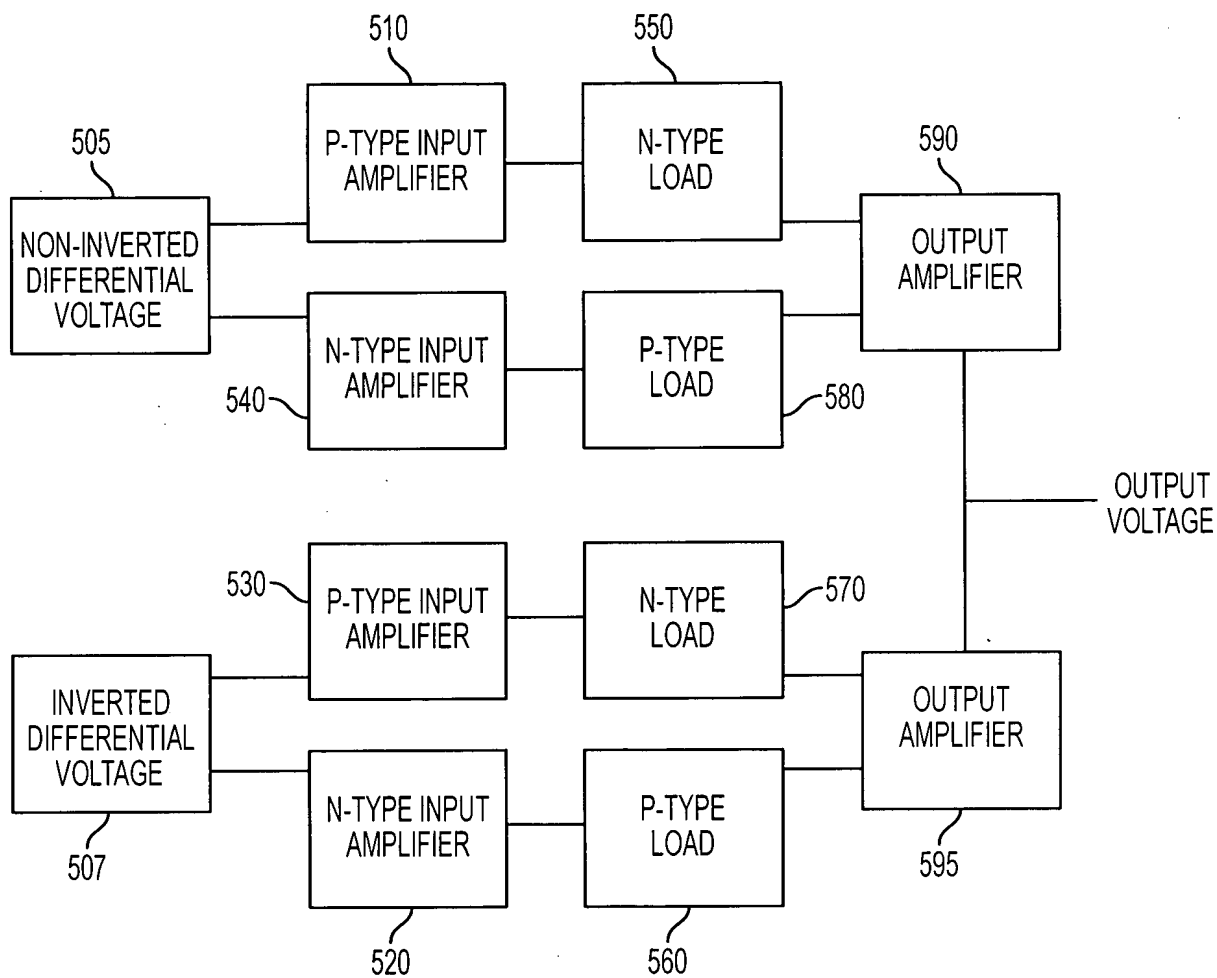 510
550
P-TYPE INPUT
AMPLIFIER
N-TYPE
LOAD
505
590
NON-INVERTED
DIFFERENTIAL
VOLTAGE
OUTPUT
AMPLIFIER
N-TYPE INPUT
AMPLIFIER
P-TYPE
LOAD
540
580
OUTPUT
VOLTAGE
530
P-TYPE INPUT
AMPLIFIER
N-TYPE
LOAD
570
INVERTED
DIFFERENTIAL
VOLTAGE
OUTPUT
AMPLIFIER
N-TYPE INPUT
AMPLIFIER
P-TYPE
LOAD
507
595
520
560